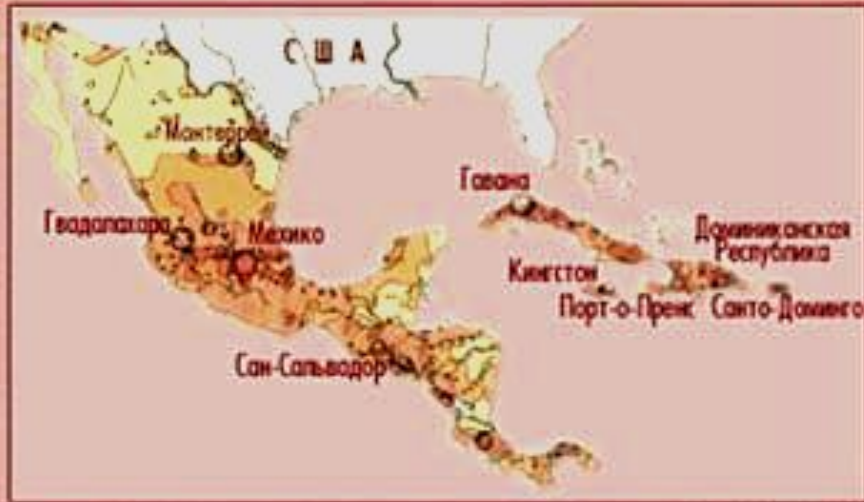 США
Монтеррей
Гавана
Гвадалахара
Мехико
Доминиканская
Республика
Кингстон
Порт-о-Пренс
Санто-Доминго
Сан-Сальвадор